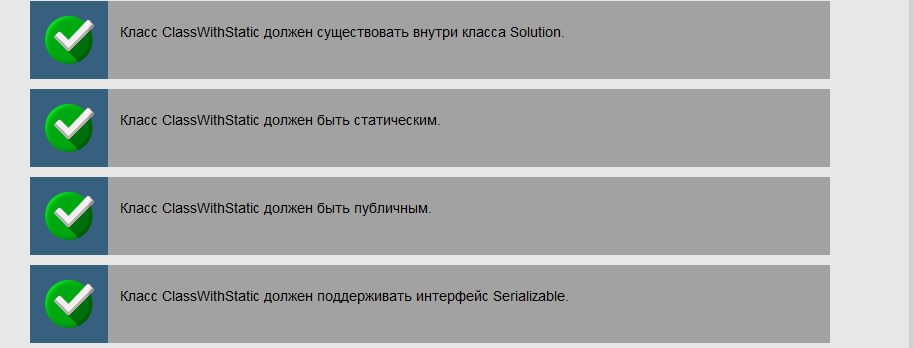 Класс ClassWithStatic должен существовать внутри класса Solution.
Класс ClassWithStatic должен быть статическим.
Класс ClassWithStatic должен быть публичным.
Класс ClassWithStatic должен поддерживать интерфейс Serializable.